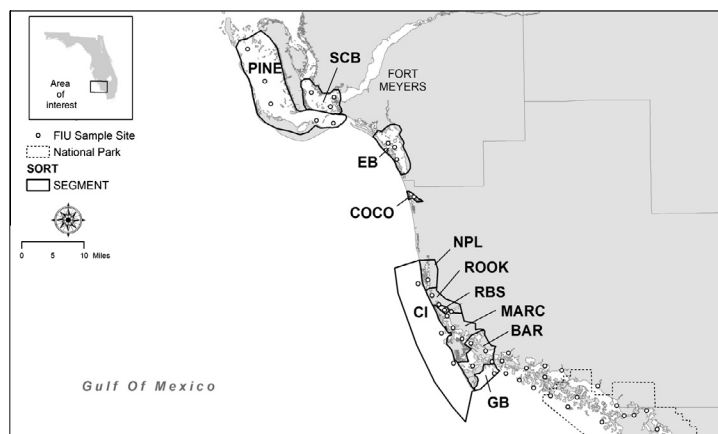 PINE
SCB
FORT
MEYERS
EB
COCO
NPL
ROOK
RBS
MARC
BAR
CI
GB
Gulf Of Mexico
Area
of
interest
FIU Sample Site
National Park
SORT
SEGMENT
0 5 10 Miles